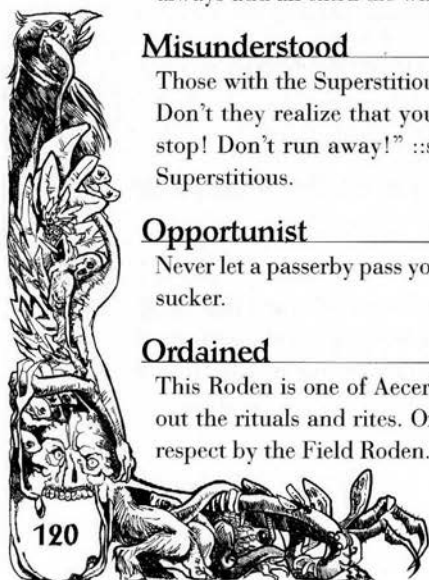 Misunderstood
Those with the Superstitiou
Don't they realize that you
stop! Don't run away!” ::s
Superstitious.
Opportunist
Never let a passerby pass yo
sucker.
Ordained
This Roden is one of Aecer
out the rituals and rites. O
respect by the Field Roden.
120